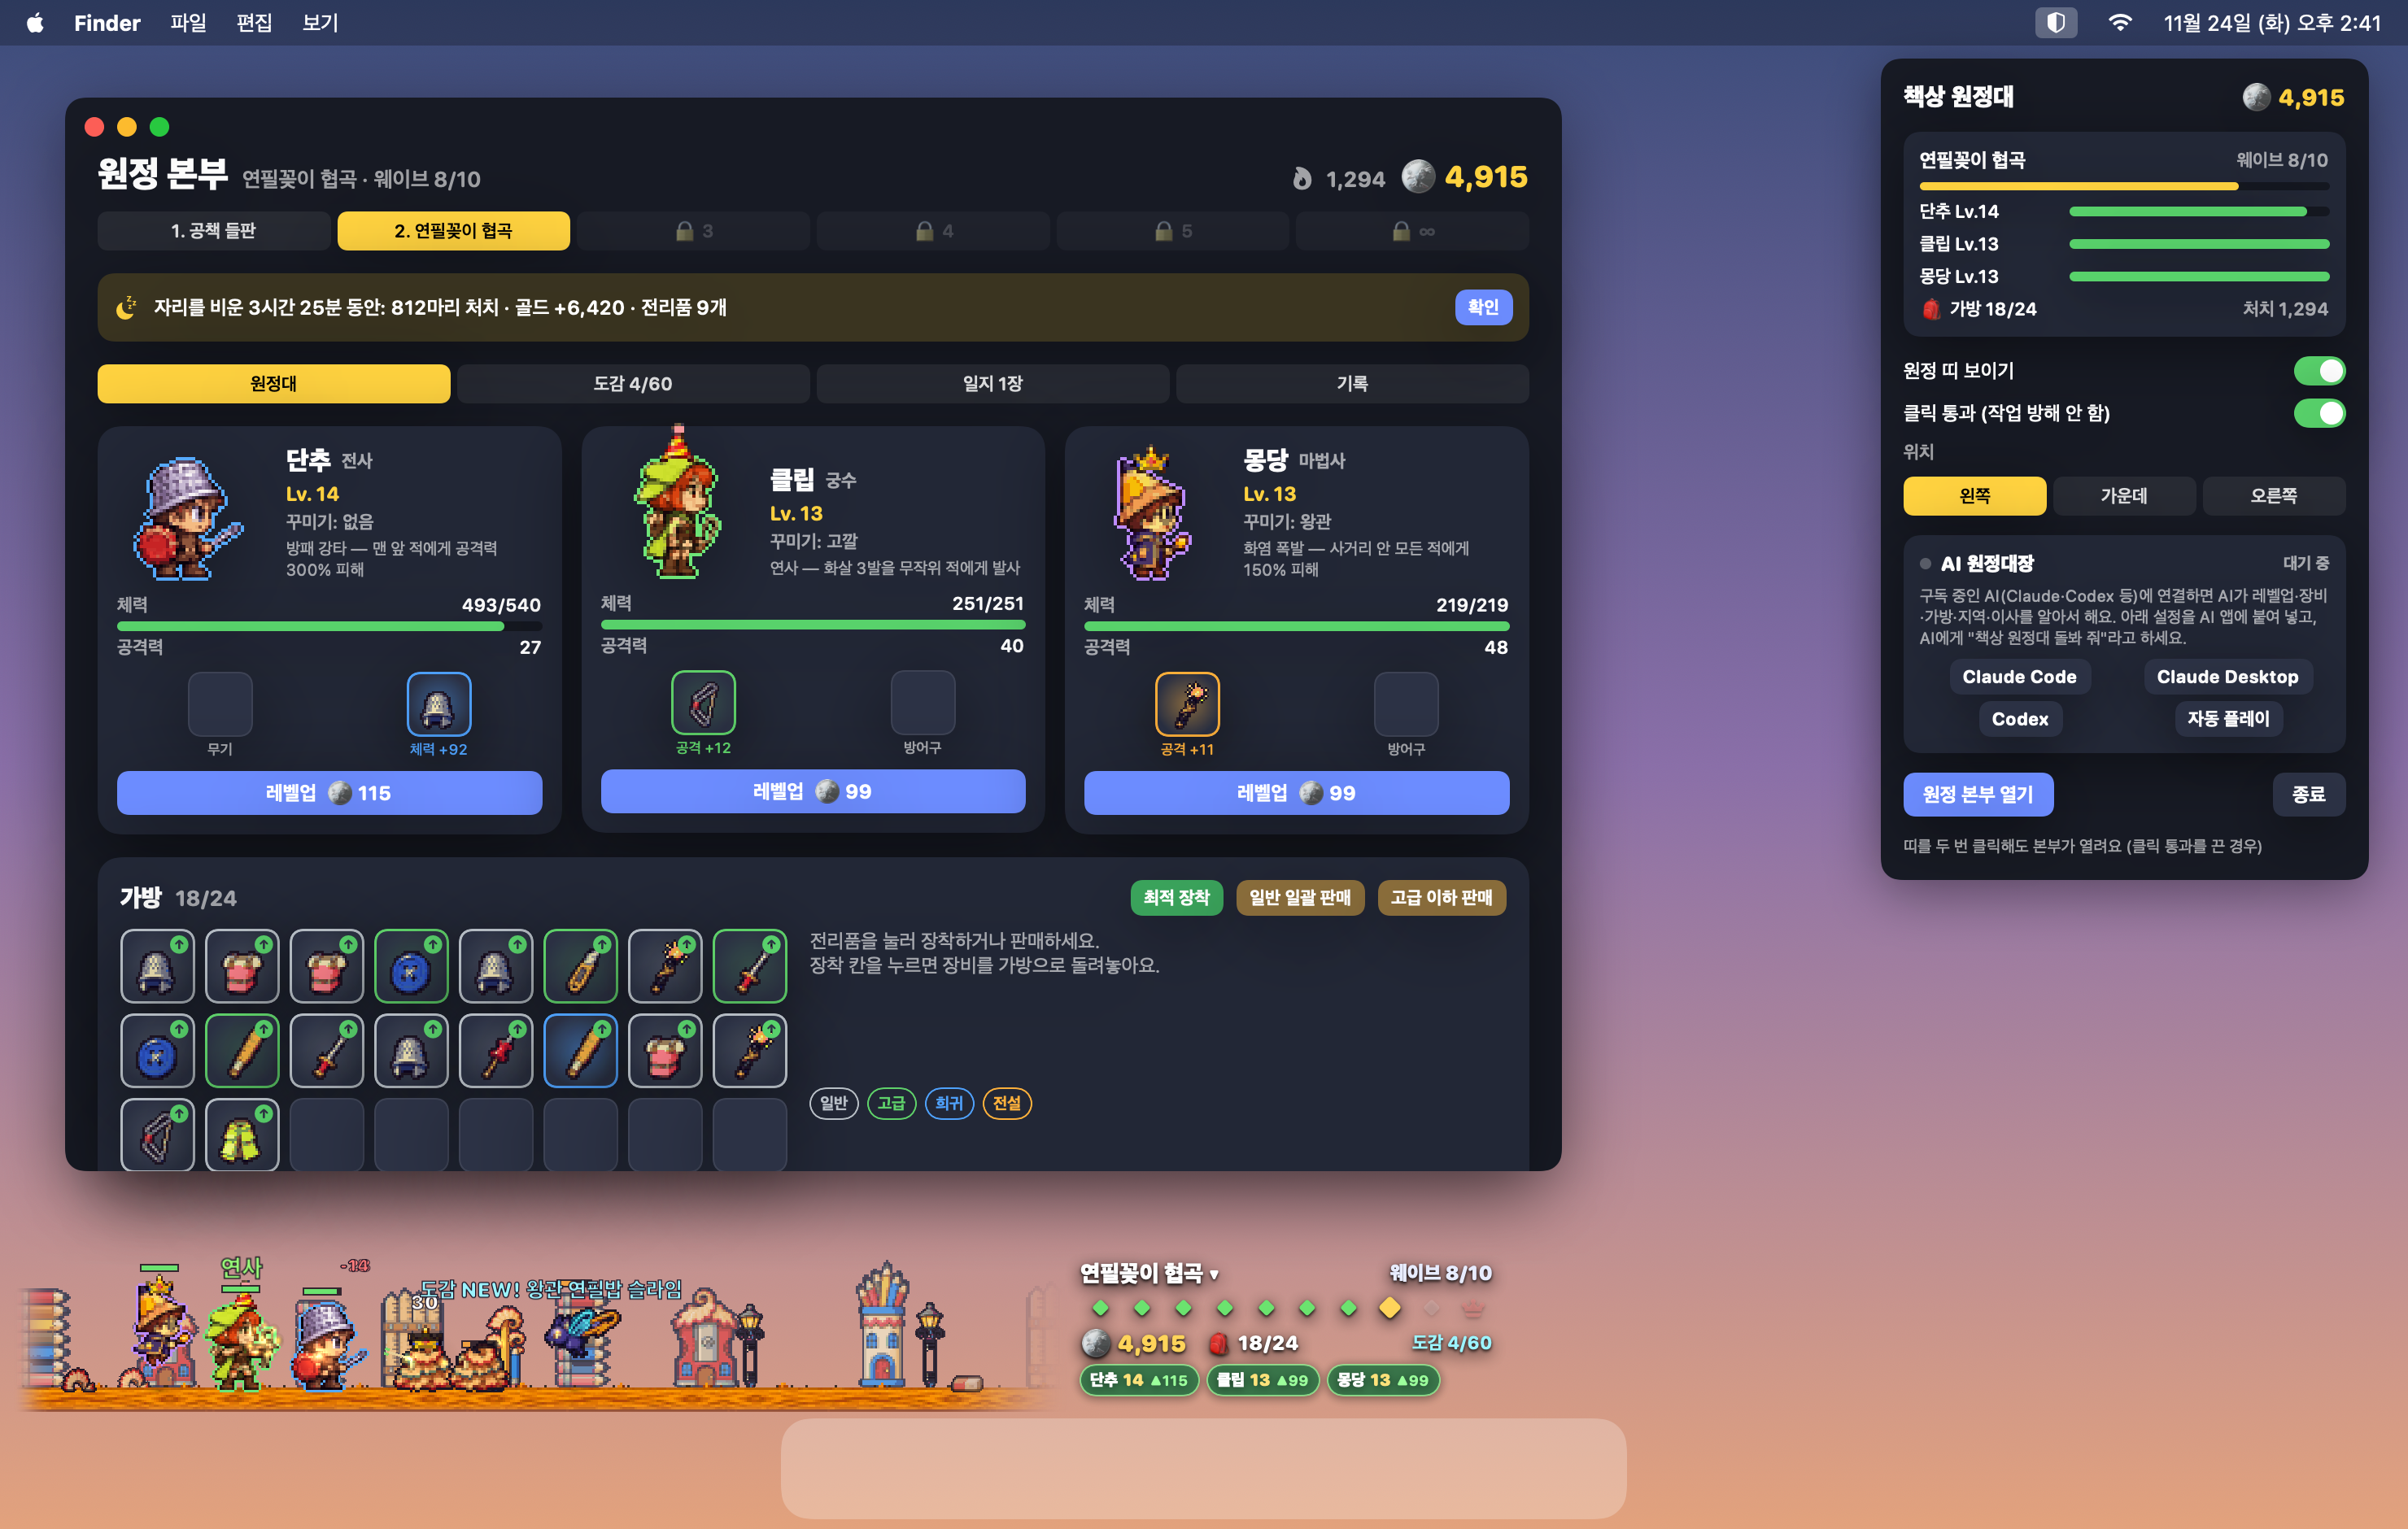 Finder 파일 편집 보기
11월 24일 (화) 오후 2:41
원정 본부 연필꽂이 협곡 · 웨이브 8/10
1,294 4,915
1. 공책 들판
2. 연필꽂이 협곡
3
4
5
∞
자리를 비운 3시간 25분 동안: 812마리 처치 · 골드 +6,420 · 전리품 9개
확인
원정대
도감 4/60
일지 1장
기록
단추 전사
Lv. 14
꾸미기: 없음
방패 강타 — 맨 앞 적에게 공격력
300% 피해
체력 493/540
공격력 27
무기
체력 +92
레벨업 115
클립 궁수
Lv. 13
꾸미기: 고깔
연사 — 화살 3발을 무작위 적에게 발사
체력 251/251
공격력 40
공격 +12
방어구
레벨업 99
몽당 마법사
Lv. 13
꾸미기: 왕관
화염 폭발 — 사거리 안 모든 적에게
150% 피해
체력 219/219
공격력 48
공격 +11
방어구
레벨업 99
가방 18/24
최적 장착
일반 일괄 판매
고급 이하 판매
전리품을 눌러 장착하거나 판매하세요.
장착 칸을 누르면 장비를 가방으로 돌려놓아요.
일반
고급
희귀
전설
책상 원정대 4,915
연필꽂이 협곡 웨이브 8/10
단추 Lv.14
클립 Lv.13
몽당 Lv.13
가방 18/24 처치 1,294
원정 띠 보이기
클릭 통과 (작업 방해 안 함)
위치
왼쪽
가운데
오른쪽
AI 원정대장 대기 중
구독 중인 AI(Claude·Codex 등)에 연결하면 AI가 레벨업·장비
·가방·지역·이사를 알아서 해요. 아래 설정을 AI 앱에 붙여 넣고,
AI에게 "책상 원정대 돌봐 줘"라고 하세요.
Claude Code
Claude Desktop
Codex
자동 플레이
원정 본부 열기
종료
띠를 두 번 클릭해도 본부가 열려요 (클릭 통과를 끈 경우)
연사
-14
도감 NEW! 왕관 연필밥 슬라임
30
연필꽂이 협곡 ▾ 웨이브 8/10
4,915 18/24 도감 4/60
단추 14 ▲115
클립 13 ▲99
몽당 13 ▲99